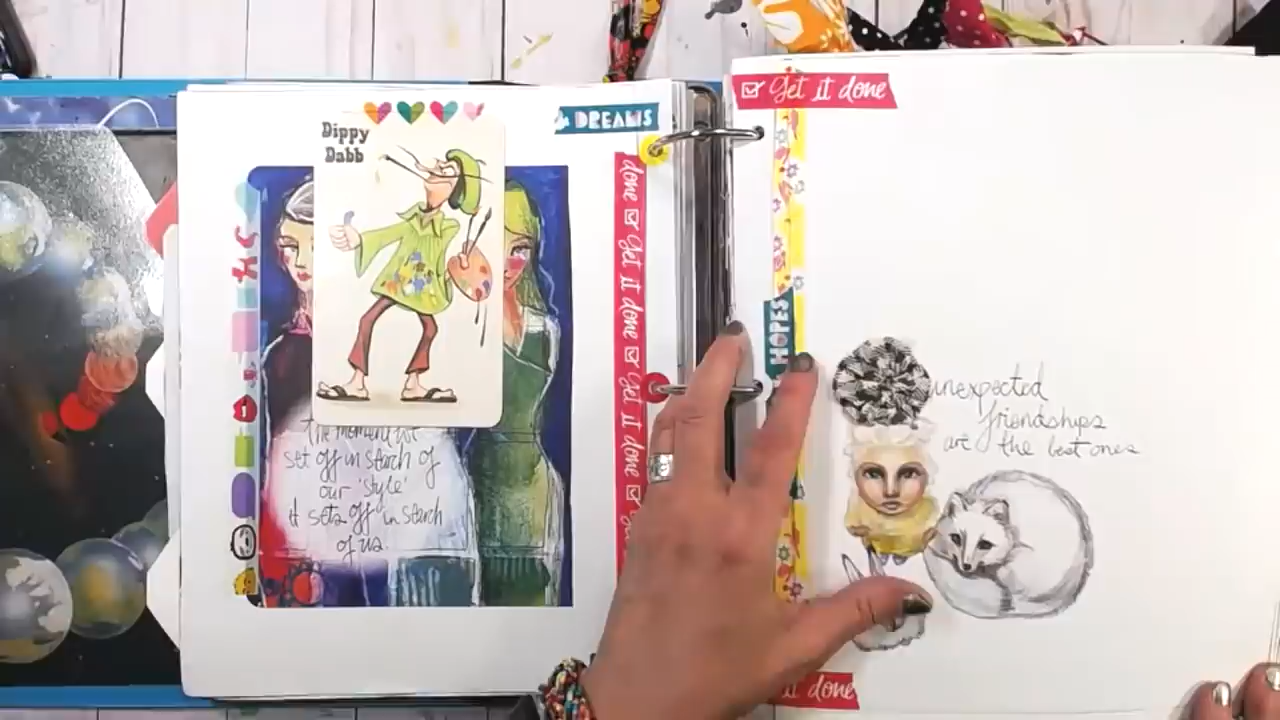 Dippy
Dabb
& DREAMS
done ☑ Get it done ☑ Get it done ☑ Get it done ☑
The moment we
set off in search of
our 'style'
it sets off in search
of us.
☑ Get it done
HOPES
unexpected
friendships
are the best ones
it done